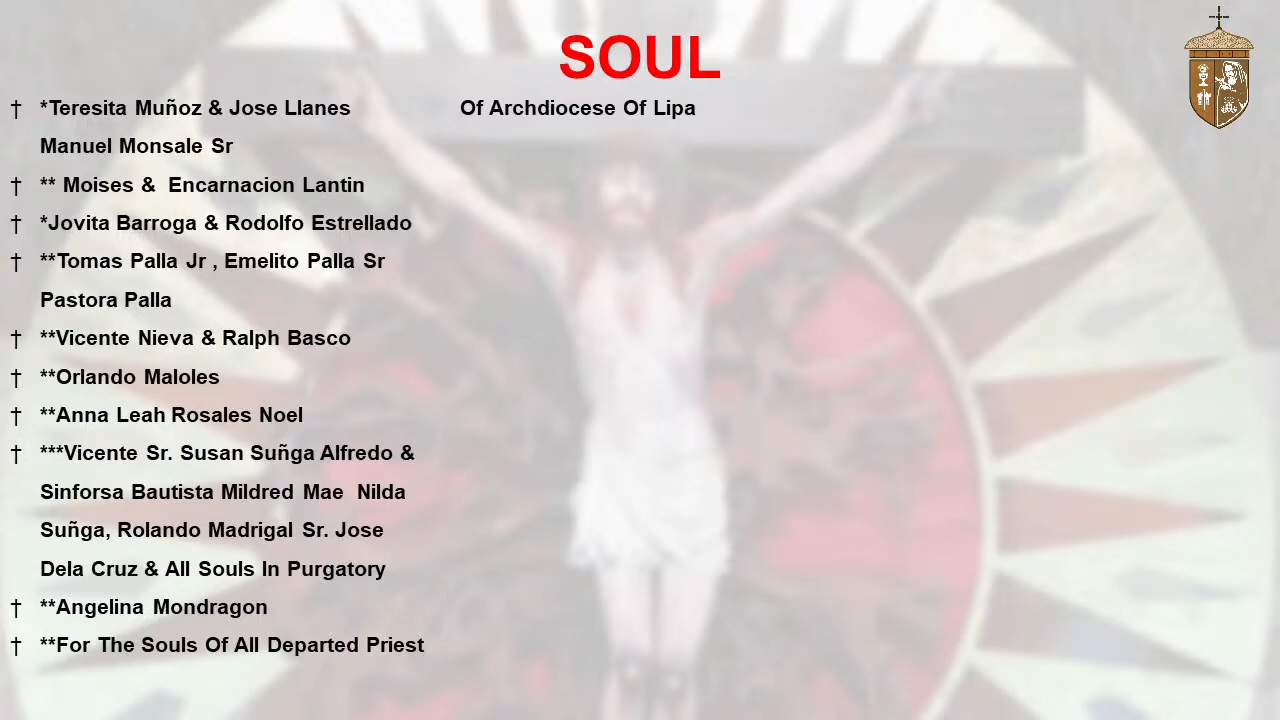 SOUL
† *Teresita Muñoz & Jose Llanes
Manuel Monsale Sr
† ** Moises & Encarnacion Lantin
† *Jovita Barroga & Rodolfo Estrellado
† **Tomas Palla Jr , Emelito Palla Sr
Pastora Palla
† **Vicente Nieva & Ralph Basco
† **Orlando Maloles
† **Anna Leah Rosales Noel
† ***Vicente Sr. Susan Suñga Alfredo &
Sinforsa Bautista Mildred Mae Nilda
Suñga, Rolando Madrigal Sr. Jose
Dela Cruz & All Souls In Purgatory
† **Angelina Mondragon
† **For The Souls Of All Departed Priest
Of Archdiocese Of Lipa